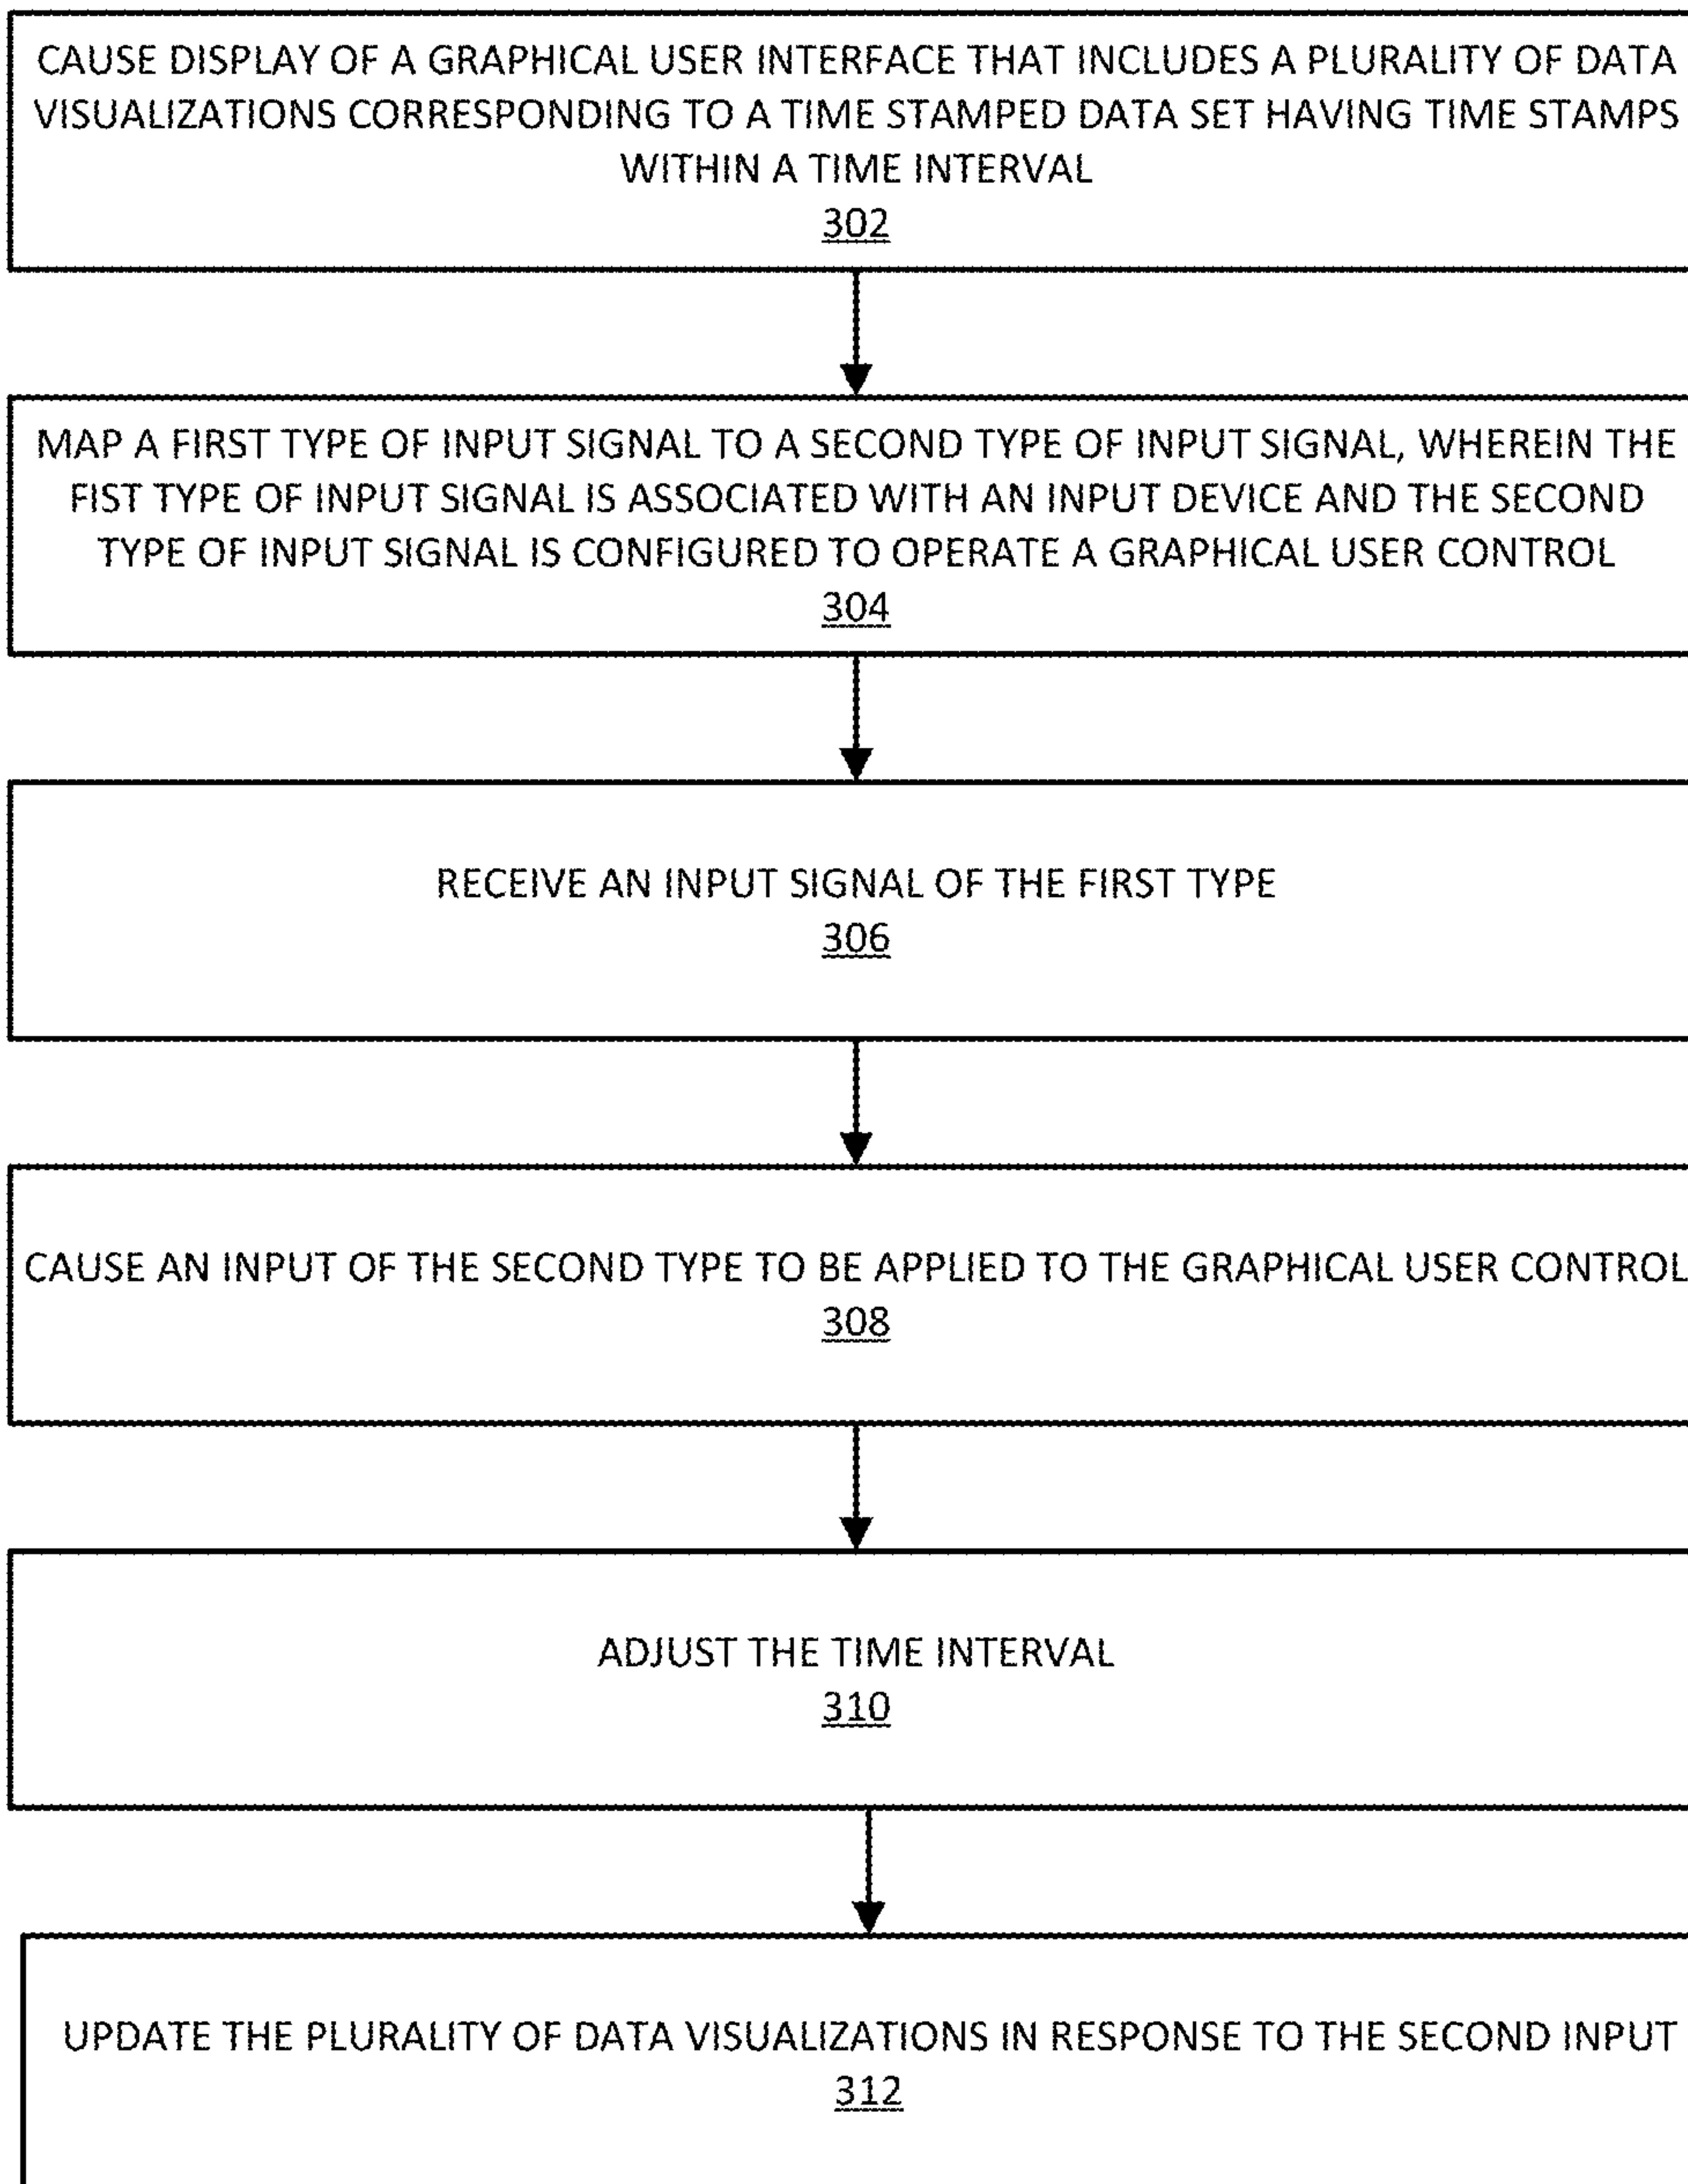 CAUSE DISPLAY OF A GRAPHICAL USER INTERFACE THAT INCLUDES A PLURALITY OF DATA
VISUALIZATIONS CORRESPONDING TO A TIME STAMPED DATA SET HAVING TIME STAMPS
WITHIN A TIME INTERVAL
302
MAP A FIRST TYPE OF INPUT SIGNAL TO A SECOND TYPE OF INPUT SIGNAL, WHEREIN THE
FIST TYPE OF INPUT SIGNAL IS ASSOCIATED WITH AN INPUT DEVICE AND THE SECOND
TYPE OF INPUT SIGNAL IS CONFIGURED TO OPERATE A GRAPHICAL USER CONTROL
304
RECEIVE AN INPUT SIGNAL OF THE FIRST TYPE
306
CAUSE AN INPUT OF THE SECOND TYPE TO BE APPLIED TO THE GRAPHICAL USER CONTROL
308
ADJUST THE TIME INTERVAL
310
UPDATE THE PLURALITY OF DATA VISUALIZATIONS IN RESPONSE TO THE SECOND INPUT
312